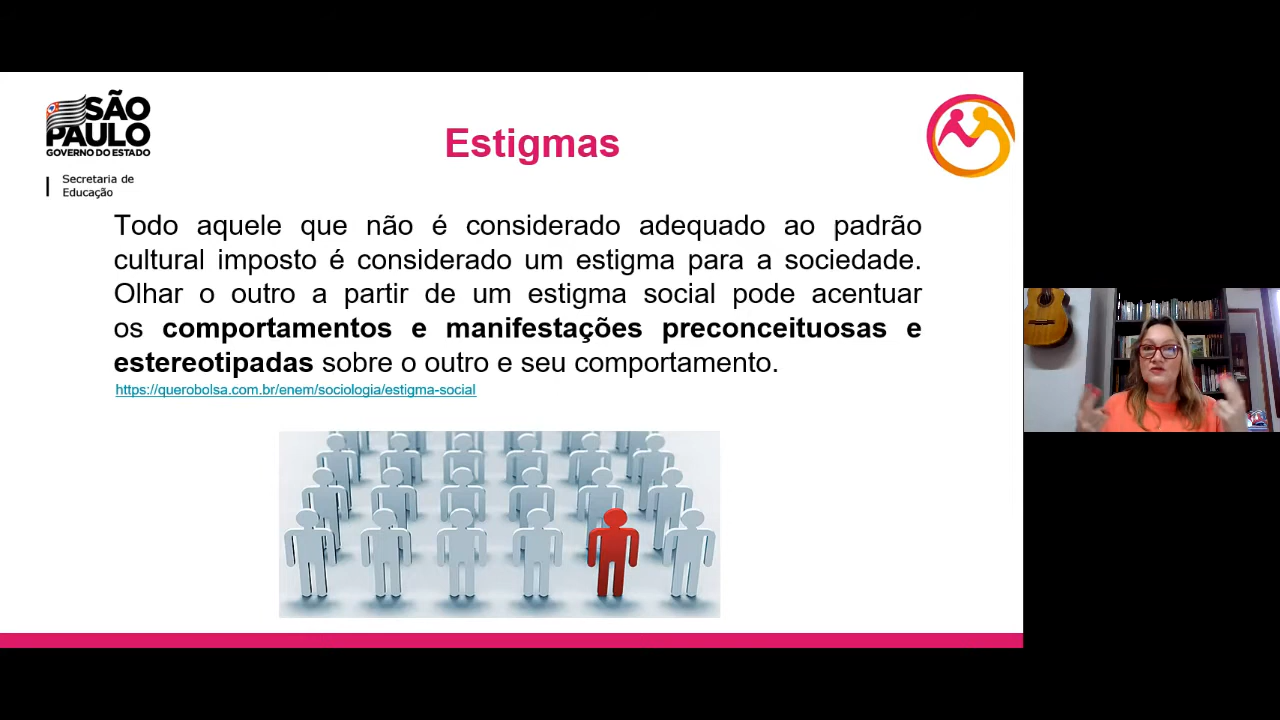 SÃO
PAULO
GOVERNO DO ESTADO
Secretaria de
Educação
Estigmas
Todo aquele que não é considerado adequado ao padrão
cultural imposto é considerado um estigma para a sociedade.
Olhar o outro a partir de um estigma social pode acentuar
os comportamentos e manifestações preconceituosas e
estereotipadas sobre o outro e seu comportamento.
https://querobolsa.com.br/enem/sociologia/estigma-social